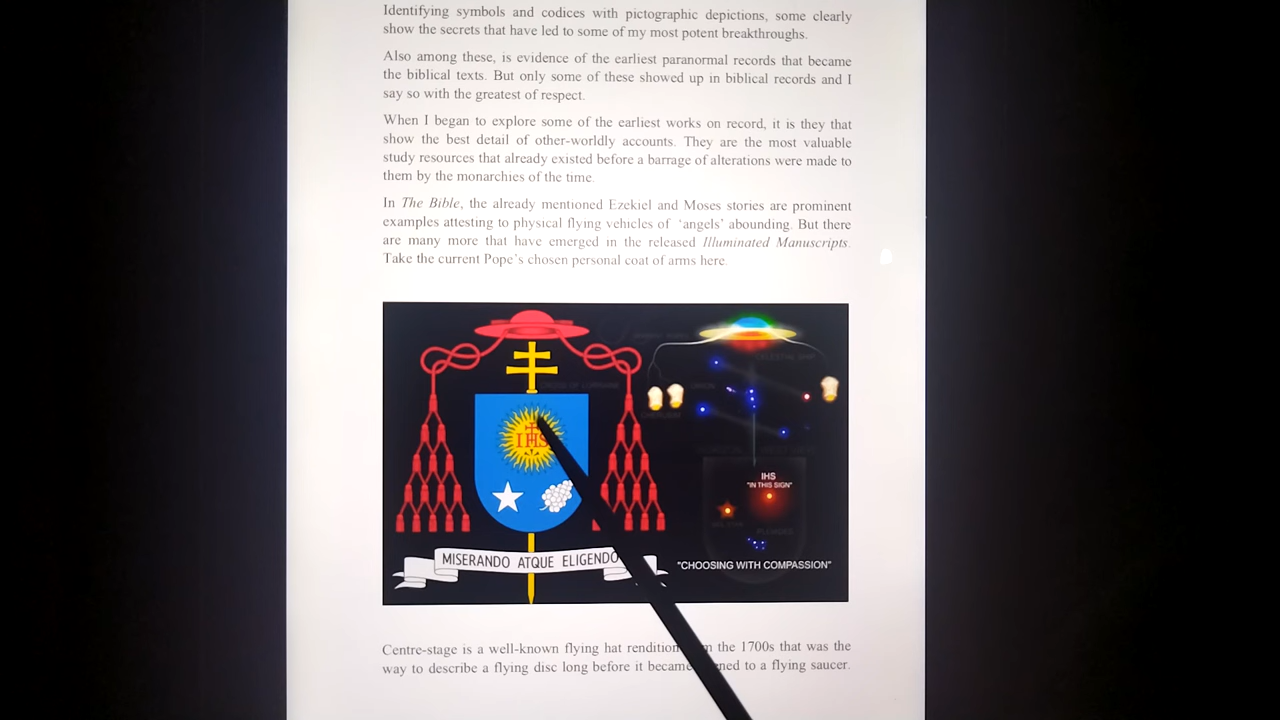 Identifying symbols and codices with pictographic depictions, some clearly
show the secrets that have led to some of my most potent breakthroughs.
Also among these, is evidence of the earliest paranormal records that became
the biblical texts. But only some of these showed up in biblical records and I
say so with the greatest of respect.
When I began to explore some of the earliest works on record, it is they that
show the best detail of other-worldly accounts. They are the most valuable
study resources that already existed before a barrage of alterations were made to
them by the monarchies of the time.
In The Bible, the already mentioned Ezekiel and Moses stories are prominent
examples attesting to physical flying vehicles of ‘angels’ abounding. But there
are many more that have emerged in the released Illuminated Manuscripts.
Take the current Pope's chosen personal coat of arms here.
CELESTIAL SHIP
CROSS OF LORRAINE
IHS
IHS
"IN THIS SIGN"
PLEIADES
MISERANDO ATQUE ELIGENDO
"CHOOSING WITH COMPASSION"
Centre-stage is a well-known flying hat rendition the 1700s that was the
way to describe a flying disc long before it became to a flying saucer.